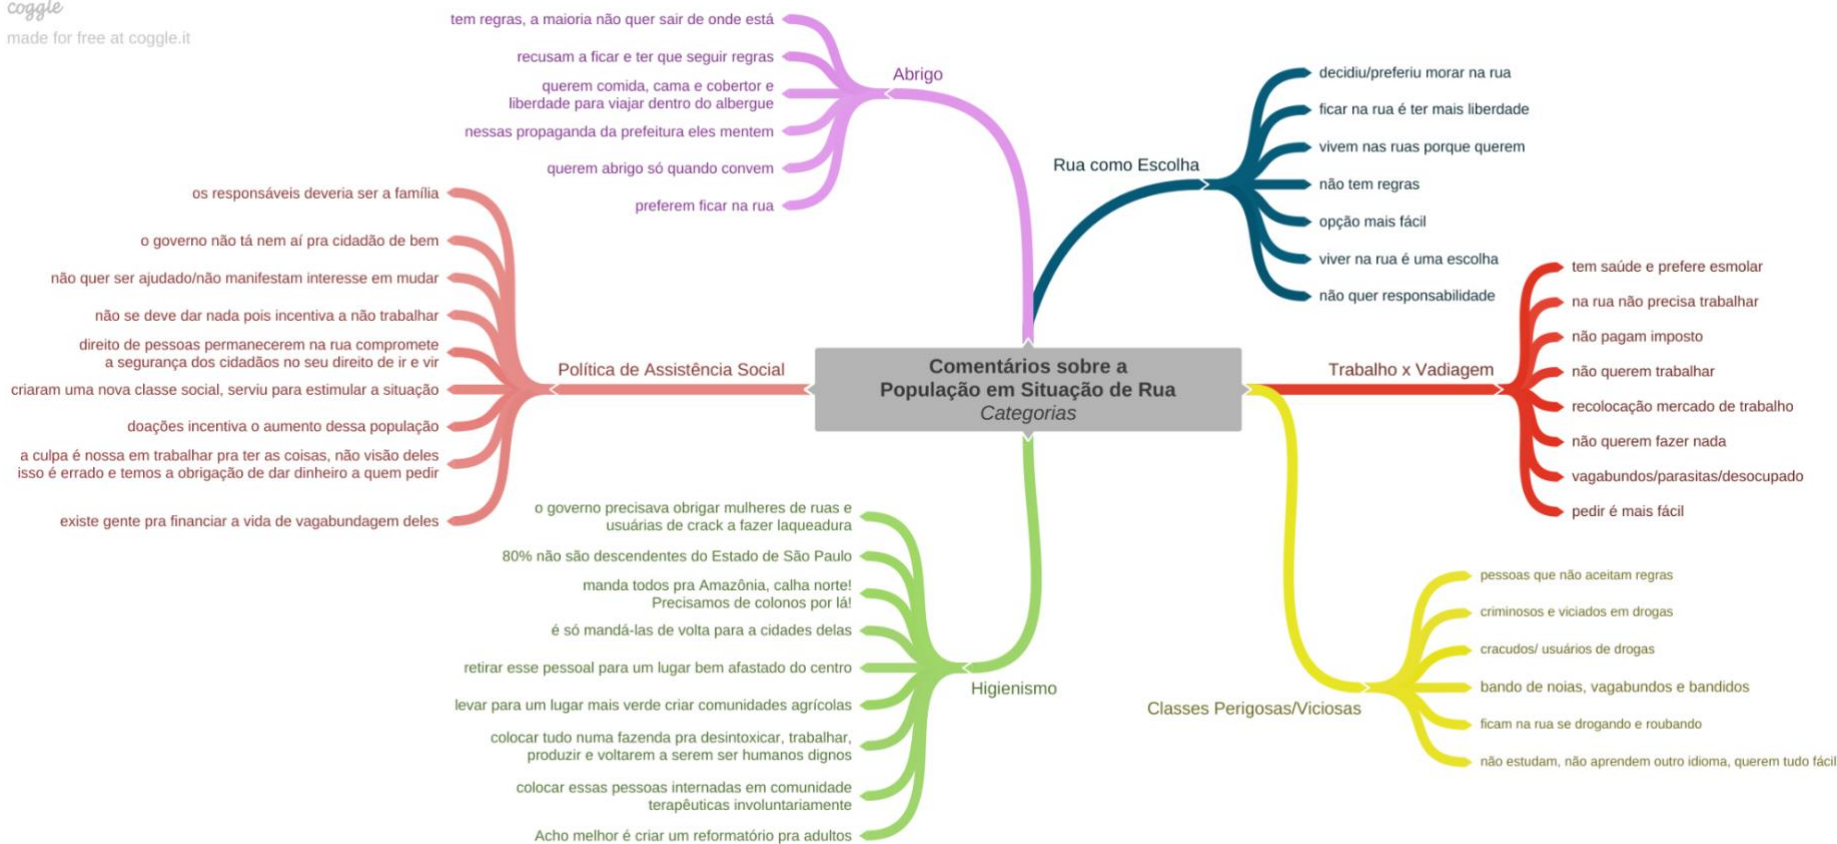 coggle
made for free at coggle.it
Comentários sobre a
População em Situação de Rua
Categorias
Abrigo
tem regras, a maioria não quer sair de onde está
recusam a ficar e ter que seguir regras
querem comida, cama e cobertor e
liberdade para viajar dentro do albergue
nessas propaganda da prefeitura eles mentem
querem abrigo só quando convem
preferem ficar na rua
Rua como Escolha
decidiu/preferiu morar na rua
ficar na rua é ter mais liberdade
vivem nas ruas porque querem
não tem regras
opção mais fácil
viver na rua é uma escolha
não quer responsabilidade
Política de Assistência Social
os responsáveis deveria ser a família
o governo não tá nem aí pra cidadão de bem
não quer ser ajudado/não manifestam interesse em mudar
não se deve dar nada pois incentiva a não trabalhar
direito de pessoas permanecerem na rua compromete
a segurança dos cidadãos no seu direito de ir e vir
criaram uma nova classe social, serviu para estimular a situação
doações incentiva o aumento dessa população
a culpa é nossa em trabalhar pra ter as coisas, não visão deles
isso é errado e temos a obrigação de dar dinheiro a quem pedir
existe gente pra financiar a vida de vagabundagem deles
Trabalho x Vadiagem
tem saúde e prefere esmolar
na rua não precisa trabalhar
não pagam imposto
não querem trabalhar
recolocação mercado de trabalho
não querem fazer nada
vagabundos/parasitas/desocupado
pedir é mais fácil
Higienismo
o governo precisava obrigar mulheres de ruas e
usuárias de crack a fazer laqueadura
80% não são descendentes do Estado de São Paulo
manda todos pra Amazônia, calha norte!
Precisamos de colonos por lá!
é só mandá-las de volta para a cidades delas
retirar esse pessoal para um lugar bem afastado do centro
levar para um lugar mais verde criar comunidades agrícolas
colocar tudo numa fazenda pra desintoxicar, trabalhar,
produzir e voltarem a serem ser humanos dignos
colocar essas pessoas internadas em comunidade
terapêuticas involuntariamente
Acho melhor é criar um reformatório pra adultos
Classes Perigosas/Viciosas
pessoas que não aceitam regras
criminosos e viciados em drogas
cracudos/ usuários de drogas
bando de noias, vagabundos e bandidos
ficam na rua se drogando e roubando
não estudam, não aprendem outro idioma, querem tudo fácil